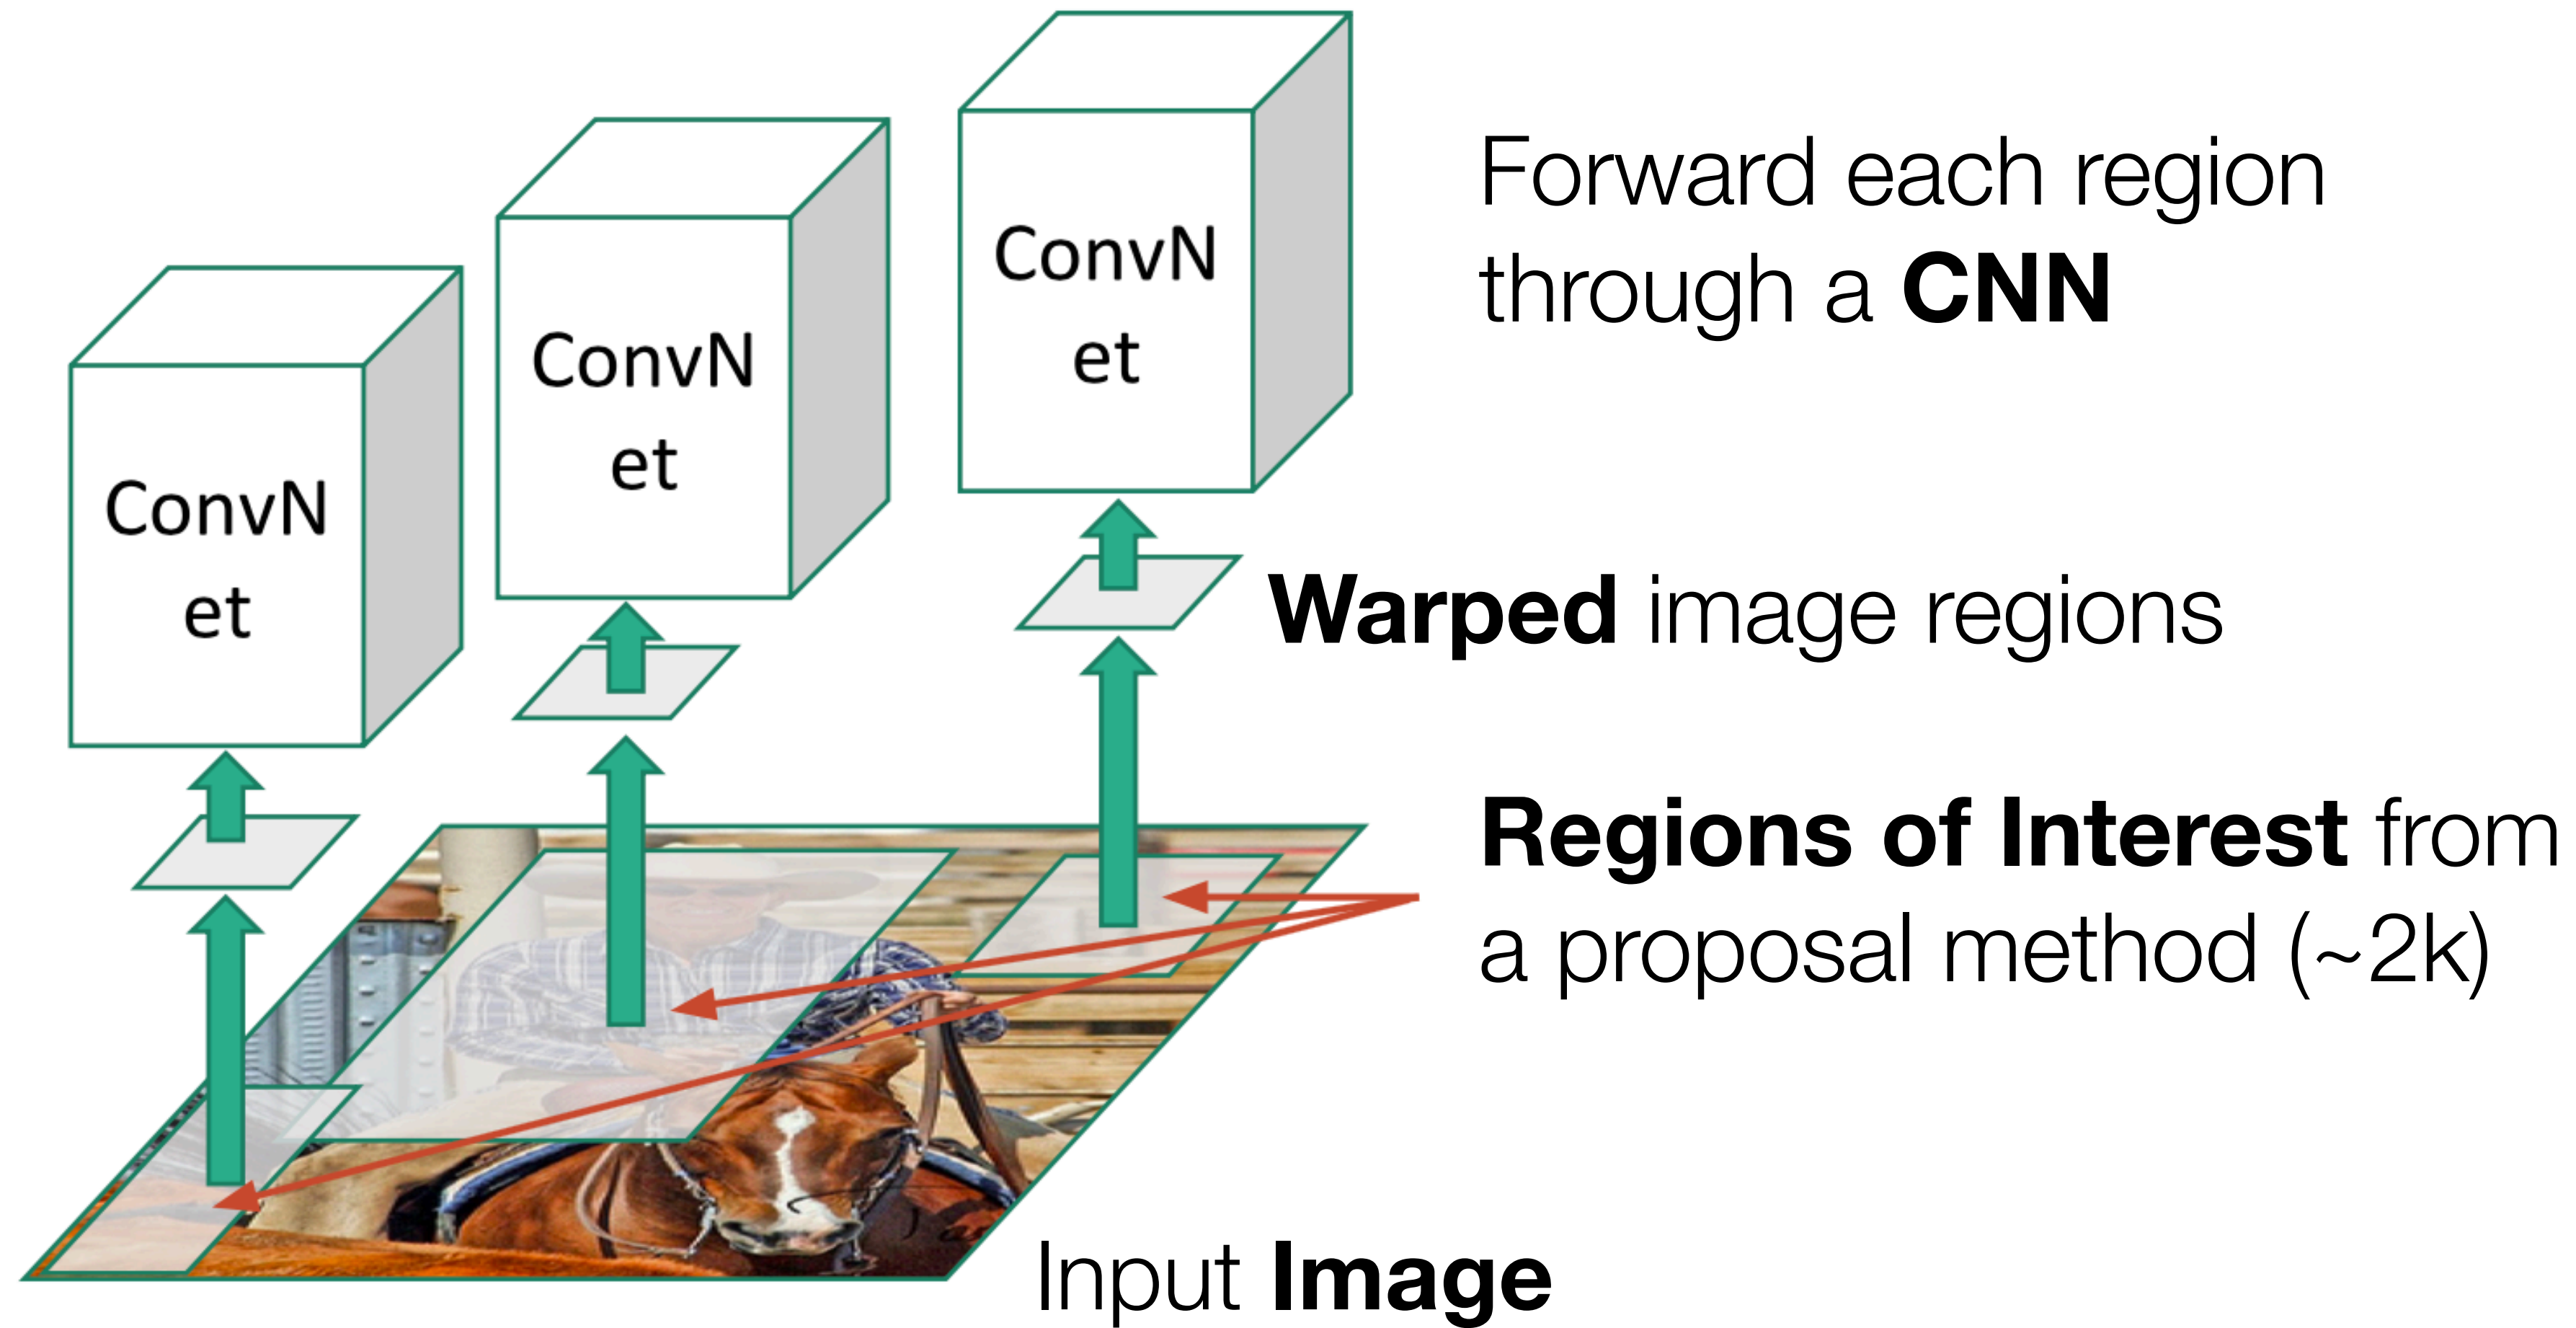 ConvN
et
ConvN
et
ConvN
et
Forward each region
through a CNN
Warped image regions
Regions of Interest from
a proposal method (~2k)
Input Image